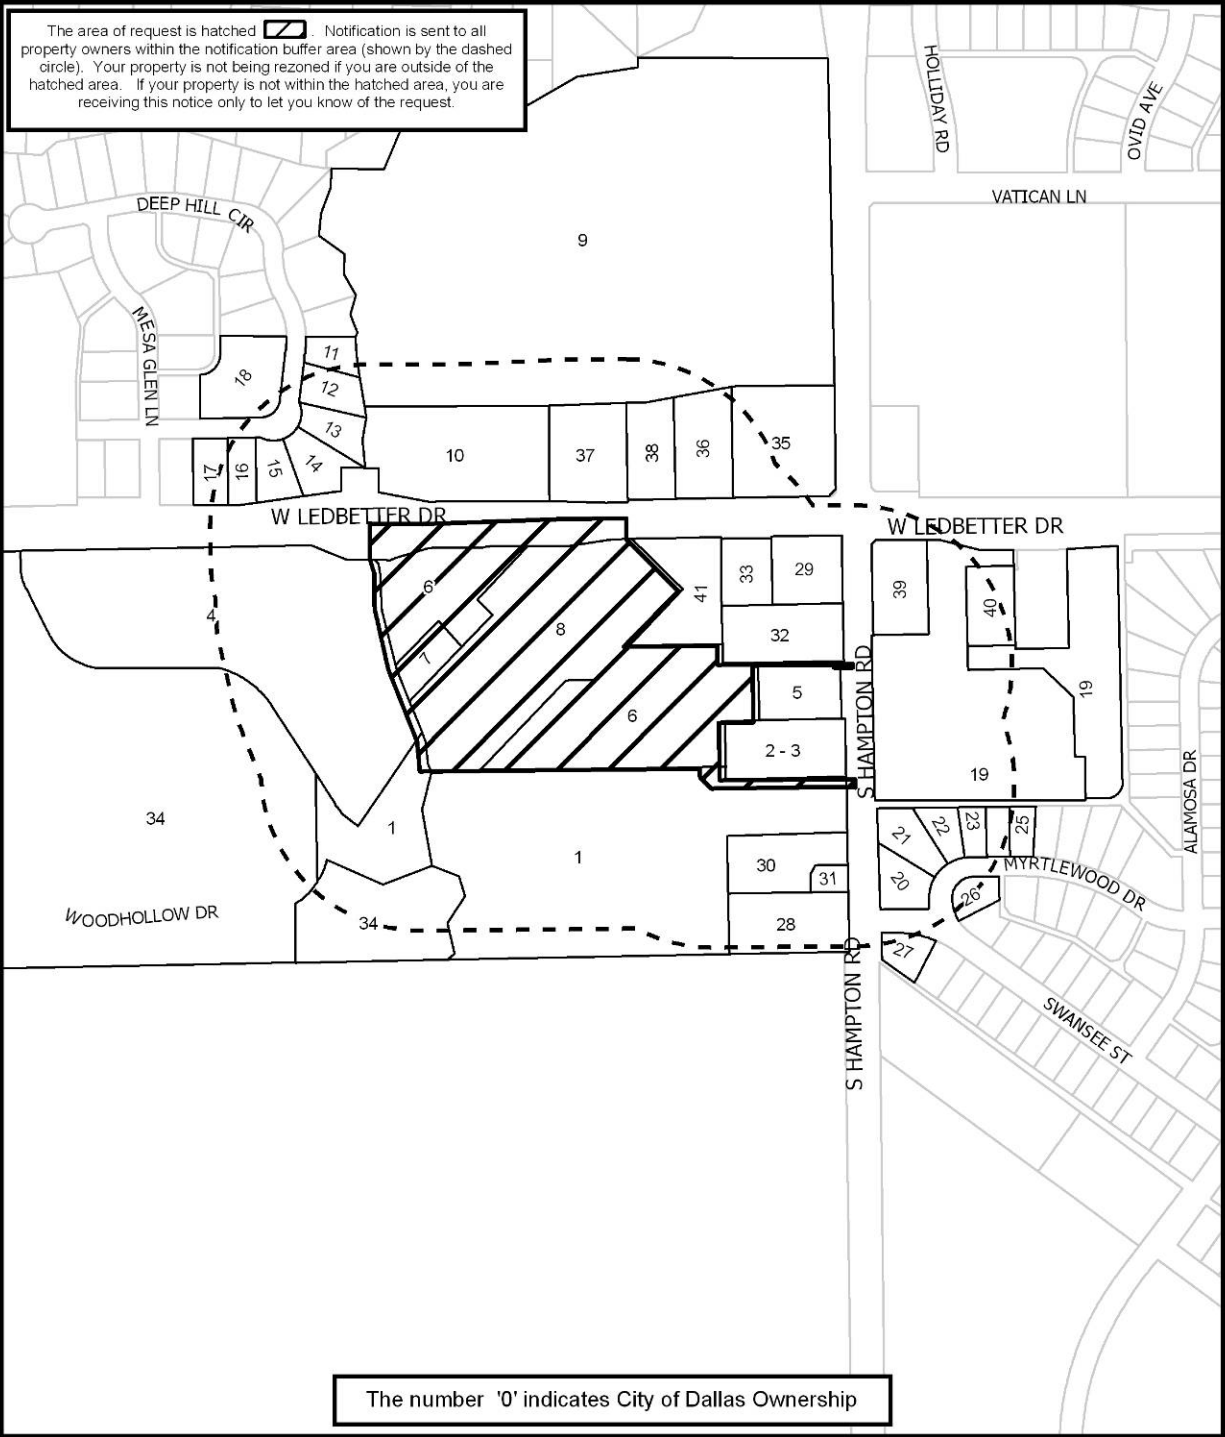 The area of request is hatched . Notification is sent to all
property owners within the notification buffer area (shown by the dashed
circle). Your property is not being rezoned if you are outside of the
hatched area. If your property is not within the hatched area, you are
receiving this notice only to let you know of the request.
HOLLIDAY RD
OVID AVE
VATICAN LN
DEEP HILL CIR
MESA GLEN LN
9
11
18
12
13
35
10
37
38
36
17
16
15
14
W LEDBETTER DR
W LEDBETTER DR
6
41
33
29
39
40
4
8
32
7
S HAMPTON RD
5
19
6
2 - 3
19
ALAMOSA DR
34
1
21
22
23
25
1
30
31
20
MYRTLEWOOD DR
26
WOODHOLLOW DR
34
28
27
S HAMPTON RD
SWANSEE ST
The number '0' indicates City of Dallas Ownership